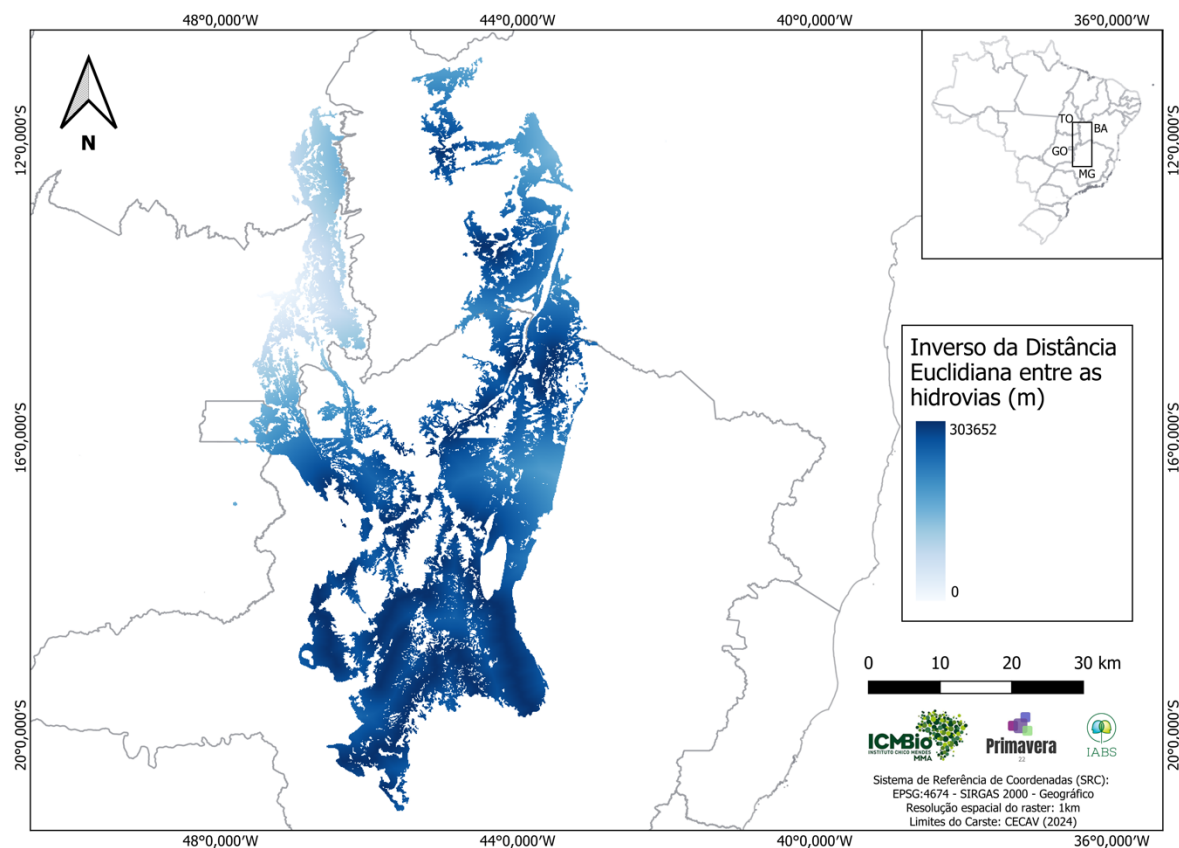 48°0,000'W 44°0,000'W 40°0,000'W 36°0,000'W
N
12°0,000'S
16°0,000'S
20°0,000'S
TO
BA
GO
MG
12°0,000'S
16°0,000'S
20°0,000'S
Inverso da Distância
Euclidiana entre as
hidrovias (m)
303652
0
0 10 20 30 km
ICMBio
INSTITUTO CHICO MENDES
MMA
Primavera
22
IABS
Sistema de Referência de Coordenadas (SRC):
EPSG:4674 - SIRGAS 2000 - Geográfico
Resolução espacial do raster: 1km
Limites do Carste: CECAV (2024)
48°0,000'W 44°0,000'W 40°0,000'W 36°0,000'W